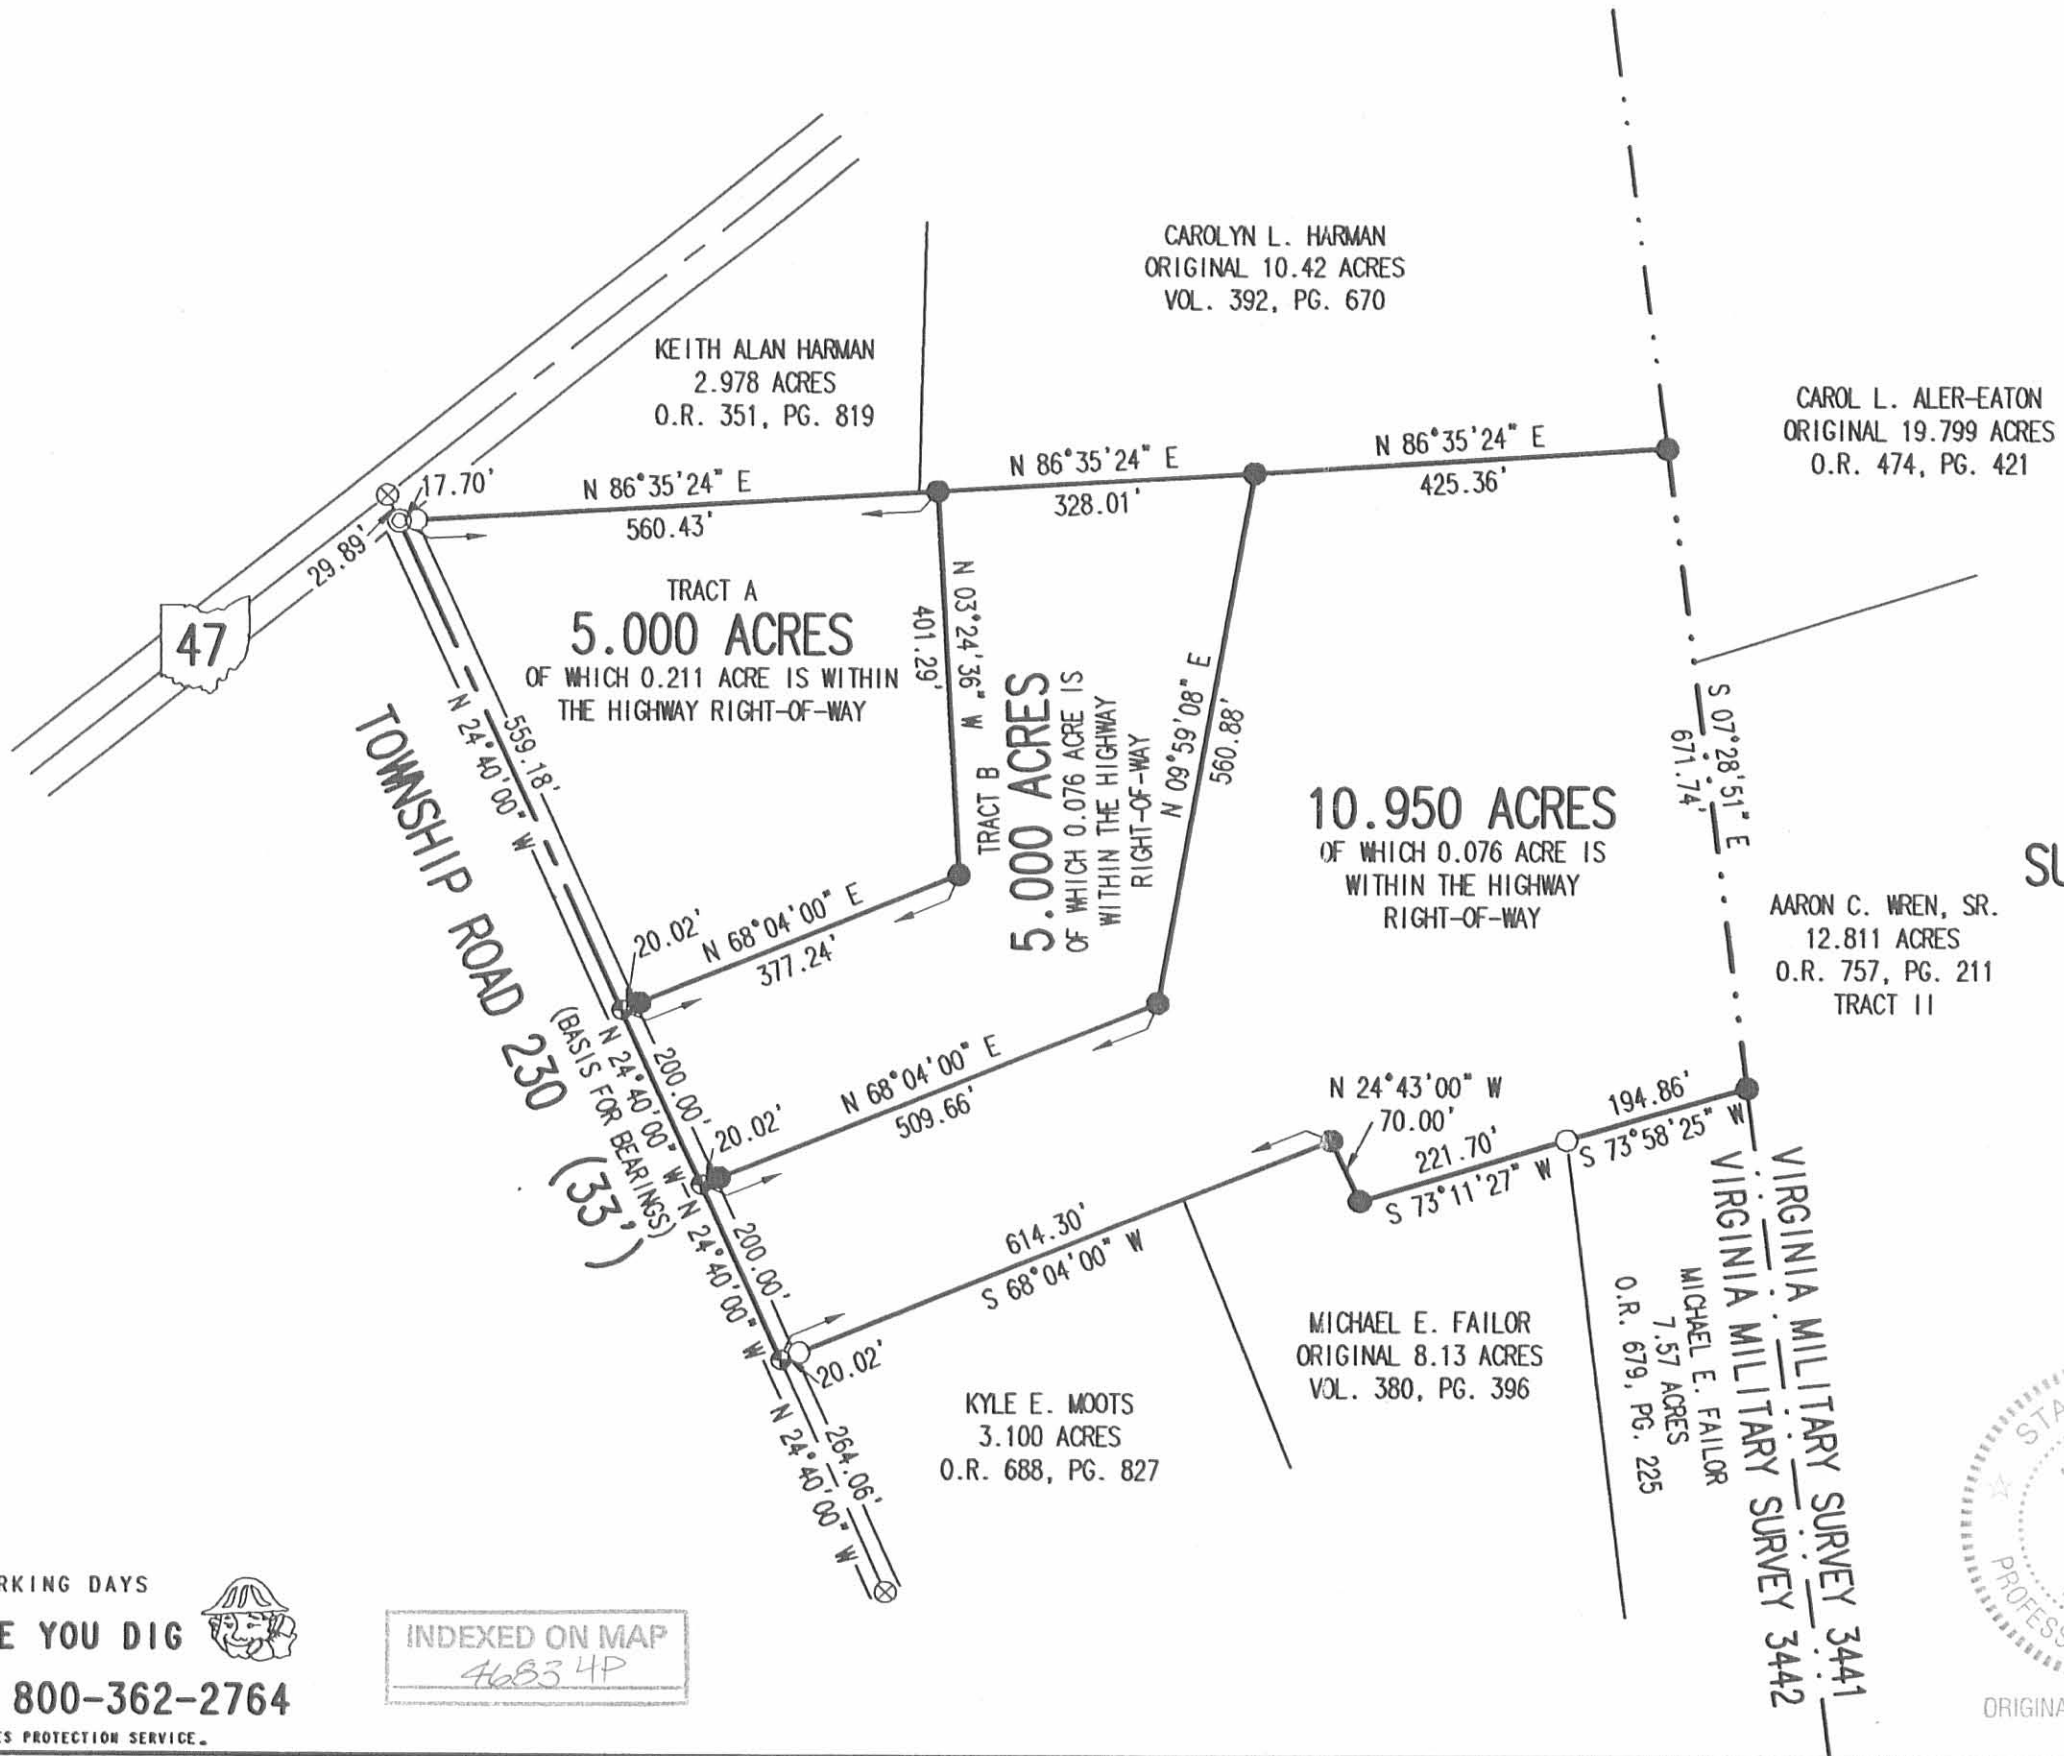 CAROLYN L. HARMAN
ORIGINAL 10.42 ACRES
VOL. 392, PG. 670
KEITH ALAN HARMAN
2.978 ACRES
O.R. 351, PG. 819
CAROL L. ALER-EATON
ORIGINAL 19.799 ACRES
O.R. 474, PG. 421
17.70'
N 86°35'24" E
560.43'
N 86°35'24" E
328.01'
N 86°35'24" E
425.36'
29.89'
47
TRACT A
5.000 ACRES
OF WHICH 0.211 ACRE IS WITHIN
THE HIGHWAY RIGHT-OF-WAY
N 03°24'36" W
401.29'
TRACT B
5.000 ACRES
OF WHICH 0.076 ACRE IS
WITHIN THE HIGHWAY
RIGHT-OF-WAY
N 09°59'08" E
560.88'
S 07°28'51" E
671.74'
559.18'
N 24°40'00" W
TOWNSHIP ROAD 230 (33')
10.950 ACRES
OF WHICH 0.076 ACRE IS
WITHIN THE HIGHWAY
RIGHT-OF-WAY
SU
AARON C. WREN, SR.
12.811 ACRES
O.R. 757, PG. 211
TRACT II
20.02'
N 68°04'00" E
377.24'
200.00'
N 24°40'00" W
(BASIS FOR BEARINGS)
20.02'
N 68°04'00" E
509.66'
N 24°43'00" W
70.00'
221.70'
S 73°11'27" W
194.86'
S 73°58'25" W
200.00'
N 24°40'00" W
614.30'
S 68°04'00" W
20.02'
264.06'
N 24°40'00" W
KYLE E. MOOTS
3.100 ACRES
O.R. 688, PG. 827
MICHAEL E. FAILOR
ORIGINAL 8.13 ACRES
VOL. 380, PG. 396
MICHAEL E. FAILOR
7.57 ACRES
O.R. 679, PG. 225
VIRGINIA MILITARY SURVEY 3441
VIRGINIA MILITARY SURVEY 3442
STA
PROFESS
ORIGINA
RKING DAYS
E YOU DIG
800-362-2764
ES PROTECTION SERVICE.
INDEXED ON MAP
4683 4P